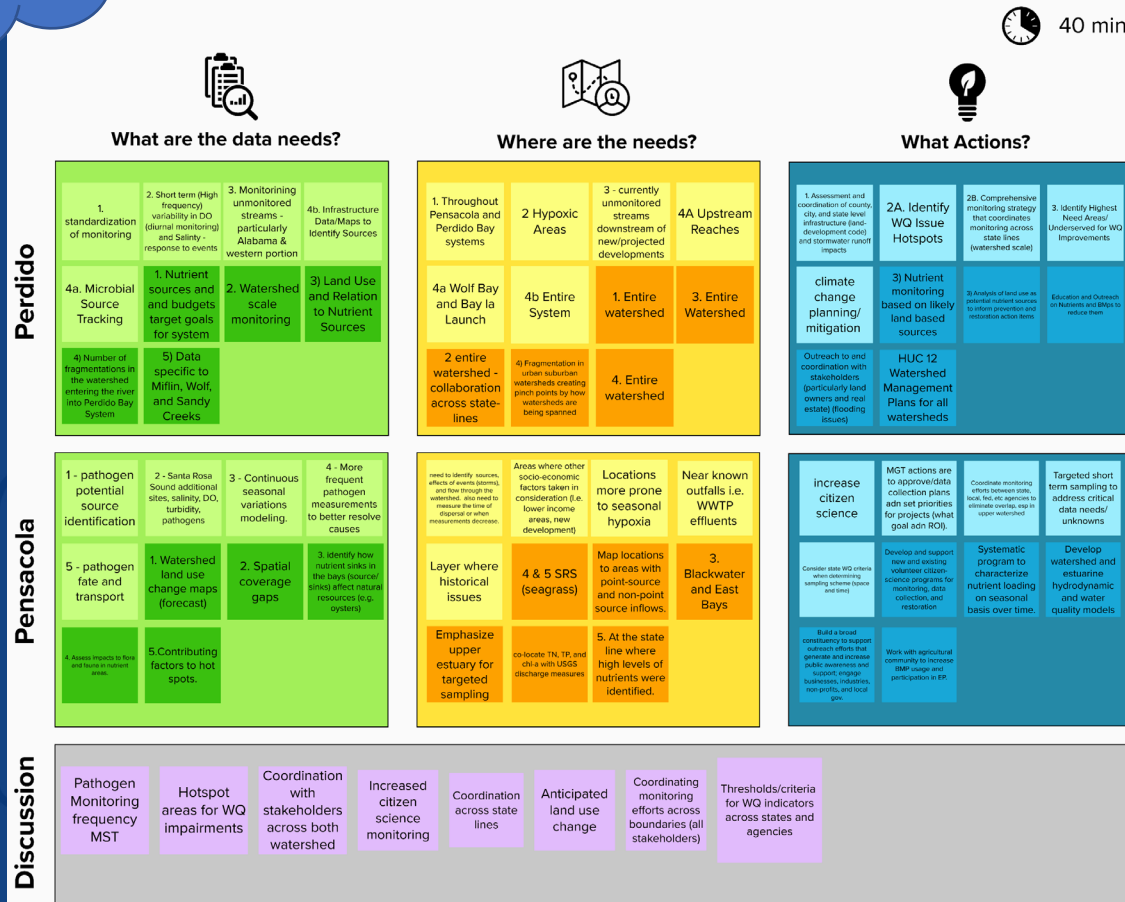 40 min
What are the data needs?
Where are the needs?
What Actions?
Perdido
1.
standardization
of monitoring
2. Short term (High
frequency)
variability in DO
(diurnal monitoring)
and Salinity -
response to events
3. Monitorining
unmonitored
streams -
particularly
Alabama &
western portion
4b. Infrastructure
Data/Maps to
Identify Sources
4a. Microbial
Source
Tracking
1. Nutrient
sources and
and budgets
target goals
for system
2. Watershed
scale
monitoring
3) Land Use
and Relation
to Nutrient
Sources
4) Number of
fragmentations in
the watershed
entering the river
into Perdido Bay
System
5) Data
specific to
Miflin, Wolf,
and Sandy
Creeks
1. Throughout
Pensacola and
Perdido Bay
systems
2 Hypoxic
Areas
3 - currently
unmonitored
streams
downstream of
new/projected
developments
4A Upstream
Reaches
4a Wolf Bay
and Bay la
Launch
4b Entire
System
1. Entire
watershed
3. Entire
Watershed
2 entire
watershed -
collaboration
across state-
lines
4) Fragmentation in
urban suburban
watersheds creating
pinch points by how
watersheds are
being spanned
4. Entire
watershed
1. Assessment and
coordination of county,
city, and state level
infrastructure (land-
development code)
and stormwater runoff
impacts
2A. Identify
WQ Issue
Hotspots
2B. Comprehensive
monitoring strategy
that coordinates
monitoring across
state lines
(watershed scale)
3. Identify Highest
Need Areas/
Underserved for WQ
Improvements
climate
change
planning/
mitigation
3) Nutrient
monitoring
based on likely
land based
sources
3) Analysis of land use as
potential nutrient sources
to inform prevention and
restoration action items
Education and Outreach
on Nutrients and BMPs to
reduce them
Outreach to and
coordination with
stakeholders
(particularly land
owners and real
estate) (flooding
issues)
HUC 12
Watershed
Management
Plans for all
watersheds
Pensacola
1 - pathogen
potential
source
identification
2 - Santa Rosa
Sound additional
sites, salinity, DO,
turbidity,
pathogens
3 - Continuous
seasonal
variations
modeling.
4 - More
frequent
pathogen
measurements
to better resolve
causes
5 - pathogen
fate and
transport
1. Watershed
land use
change maps
(forecast)
2. Spatial
coverage
gaps
3. identify how
nutrient sinks in
the bays (source/
sinks) affect natural
resources (e.g.
oysters)
4. Assess impacts to flora
and fauna in nutrient
areas.
5.Contributing
factors to hot
spots.
need to identify sources,
effects of events (storms),
and flow through the
watershed. also need to
measure the time of
dispersal or when
measurements decrease.
Areas where other
socio-economic
factors taken in
consideration (I.e.
lower income
areas, new
development).
Locations
more prone
to seasonal
hypoxia
Near known
outfalls i.e.
WWTP
effluents
Layer where
historical
issues
4 & 5 SRS
(seagrass)
Map locations
to areas with
point-source
and non-point
source inflows.
3.
Blackwater
and East
Bays
Emphasize
upper
estuary for
targeted
sampling
co-locate TN, TP, and
chl-a with USGS
discharge measures
5. At the state
line where
high levels of
nutrients were
identified.
increase
citizen
science
MGT actions are
to approve/data
collection plans
adn set priorities
for projects (what
goal adn ROI).
Coordinate monitoring
efforts between state,
local, fed, etc agencies to
eliminate overlap, esp in
upper watershed
Targeted short
term sampling to
address critical
data needs/
unknowns
Consider state WQ criteria
when determining
sampling scheme (space
and time)
Develop and support
new and existing
volunteer citizen-
science programs for
monitoring, data
collection, and
restoration
Systematic
program to
characterize
nutrient loading
on seasonal
basis over time.
Develop
watershed and
estuarine
hydrodynamic
and water
quality models
Build a broad
constituency to support
outreach efforts that
generate and increase
public awareness and
support; engage
businesses, industries,
non-profits, and local
gov.
Work with agricultural
community to increase
BMP usage and
participation in EP.
Discussion
Pathogen
Monitoring
frequency
MST
Hotspot
areas for WQ
impairments
Coordination
with
stakeholders
across both
watershed
Increased
citizen
science
monitoring
Coordination
across state
lines
Anticipated
land use
change
Coordinating
monitoring
efforts across
boundaries (all
stakeholders)
Thresholds/criteria
for WQ indicators
across states and
agencies